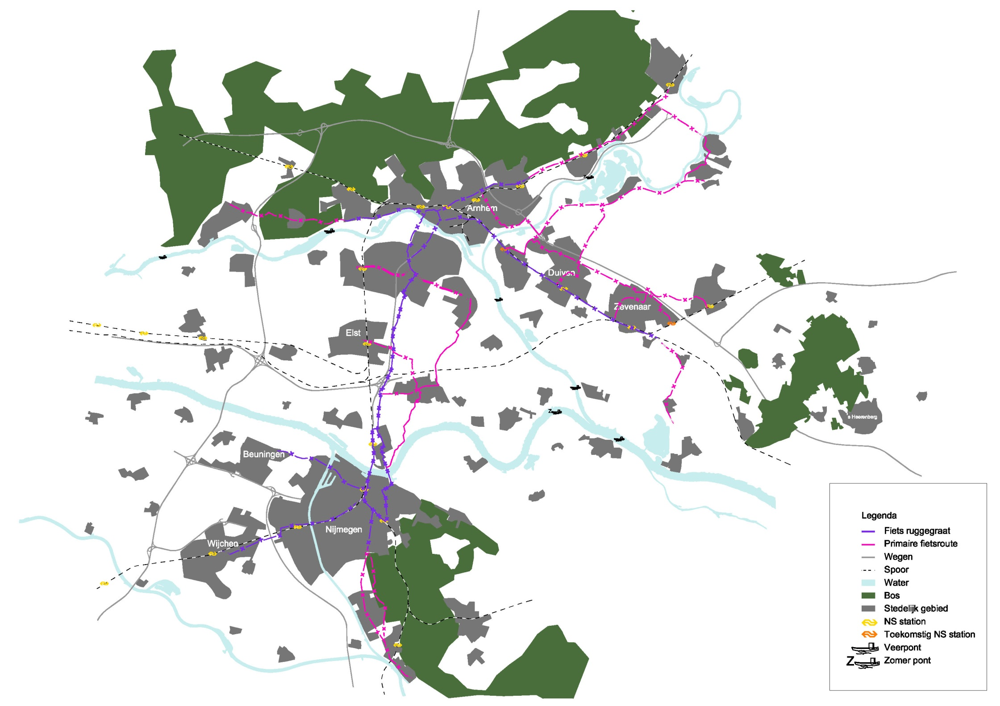 Z
Arnhem
Duiven
Zevenaar
Elst
Z
s Heerenberg
Beuningen
Nijmegen
Wijchen
Legenda
Fiets ruggegraat
Primaire fietsroute
Wegen
Spoor
Water
Bos
Stedelijk gebied
NS station
Toekomstig NS station
Veerpont
Z Zomer pont